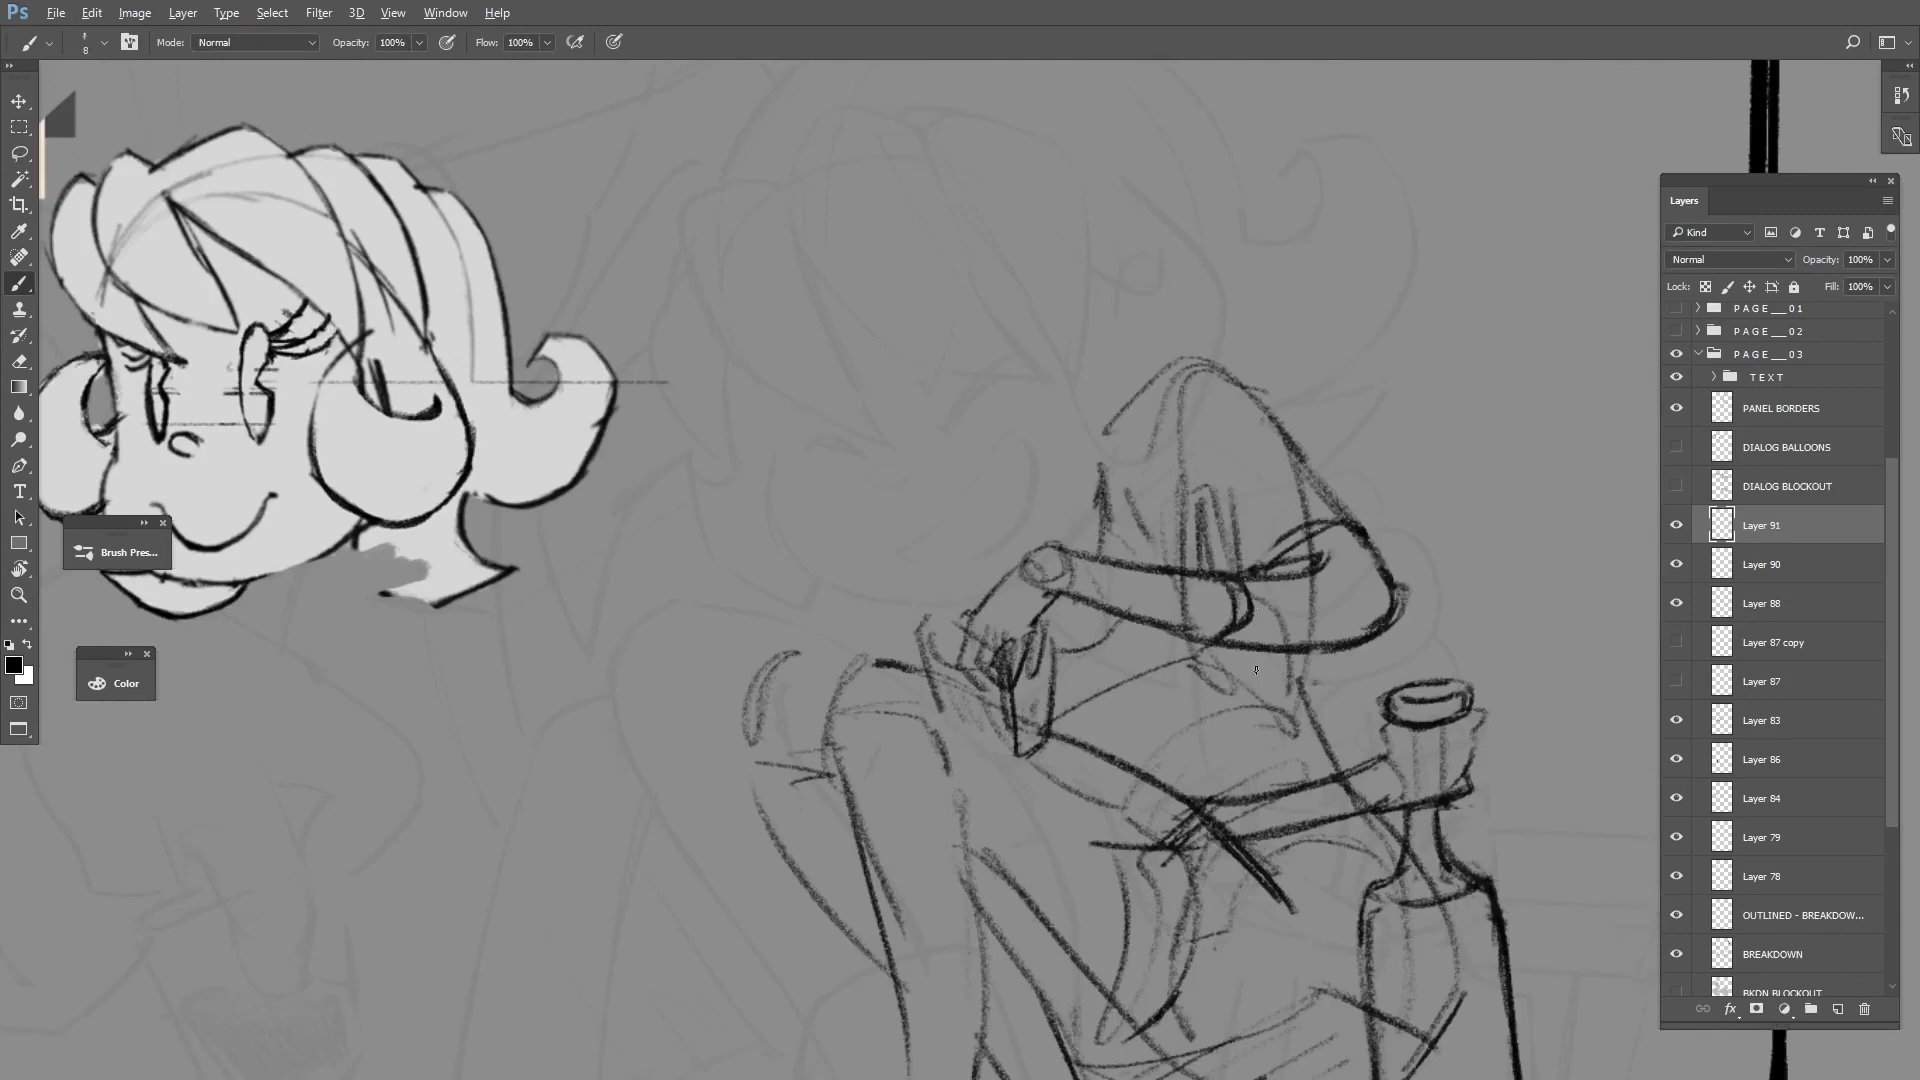 Ps File Edit Image Layer Type Select Filter 3D View Window Help
8 Mode: Normal Opacity: 100% Flow: 100%
Layers
Kind
Normal Opacity: 100%
Lock: Fill: 100%
PAGE__01
PAGE__02
PAGE__03
TEXT
PANEL BORDERS
DIALOG BALLOONS
DIALOG BLOCKOUT
Layer 91
Layer 90
Layer 88
Layer 87 copy
Layer 87
Layer 83
Layer 86
Layer 84
Layer 79
Layer 78
OUTLINED - BREAKDOW...
BREAKDOWN
BKDN BLOCKOUT
fx
Brush Pres...
Color